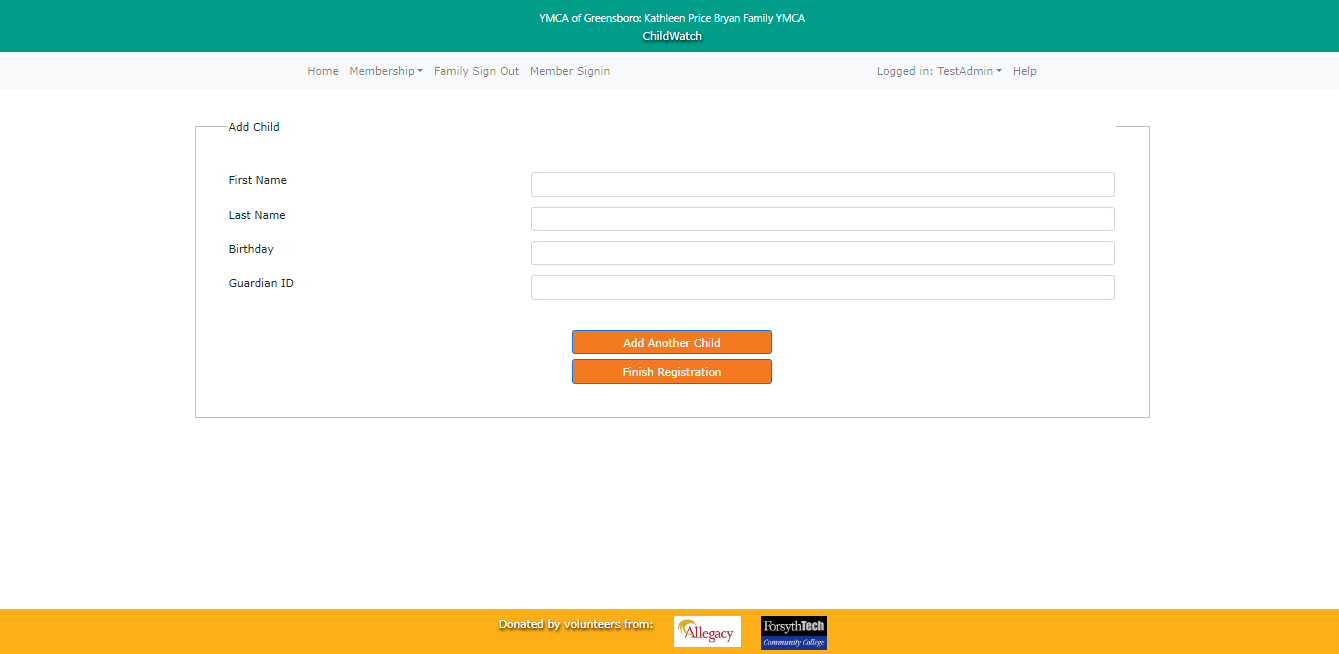 YMCA of Greensboro: Kathleen Price Bryan Family YMCA
ChildWatch
Home Membership Family Sign Out Member Signin Logged in: TestAdmin Help
Add Child
First Name
Last Name
Birthday
Guardian ID
Add Another Child
Finish Registration
Donated by volunteers from: Allegacy ForsythTech
Community College